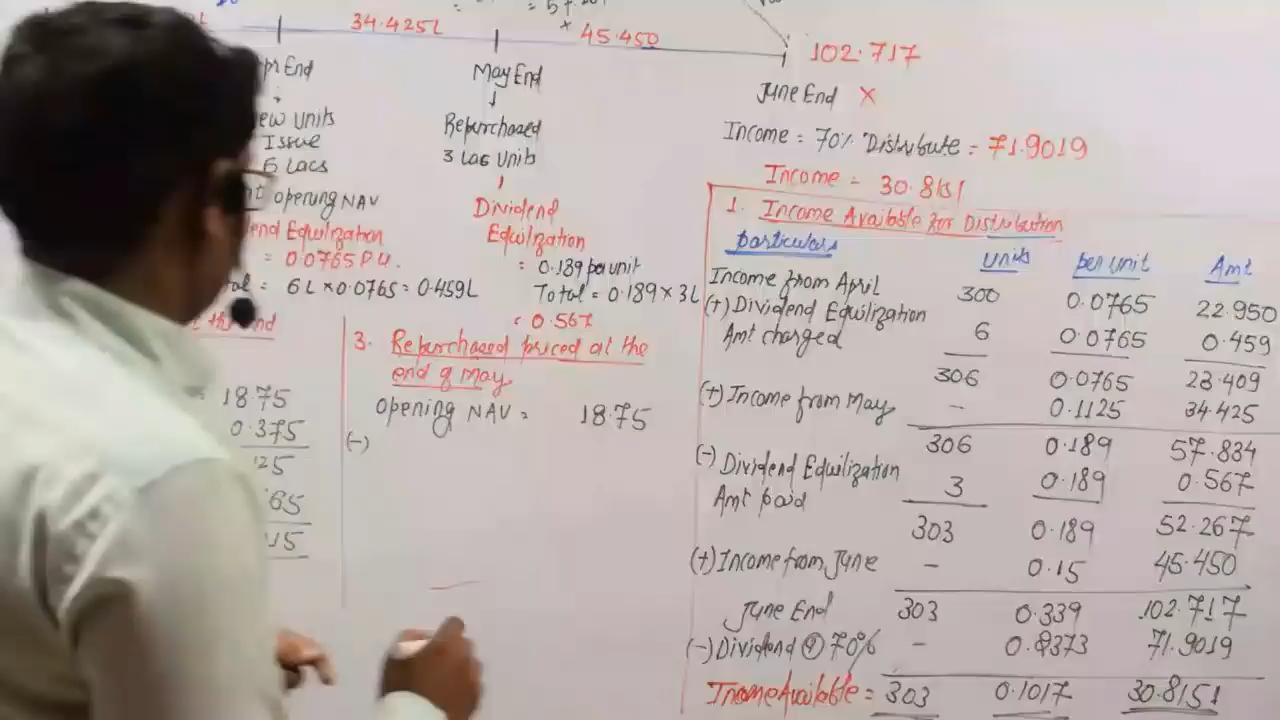 34.425L
45.450
102.717
pr End
ew Units
Issue
6 Lacs
nt opening NAV
end Equilization
= 0.0765 P.U.
tal = 6L × 0.0765 = 0.459L
May End
Repurchased
3 Lac Units
Dividend
Equilization
= 0.189 per unit
Total = 0.189 × 3L
= 0.567
June End ×
Income = 70% Distribute = 71.9019
Income = 30.8151
1. Income Available for Distribution
particulars units per unit Amt
Income from April 300 0.0765 22.950
(+) Dividend Equilization
Amt charged 6 0.0765 0.459
306 0.0765 23.409
(+) Income from May - 0.1125 34.425
306 0.189 57.834
(-) Dividend Equilization
Amt paid 3 0.189 0.567
303 0.189 52.267
(+) Income from June - 0.15 45.450
June End 303 0.339 102.717
(-) Dividend @ 70% - 0.2373 71.9019
Income Available = 303 0.1017 30.8151
= 18.75
0.375
3. Repurchased priced at the
end of May
opening NAV = 18.75
(-)